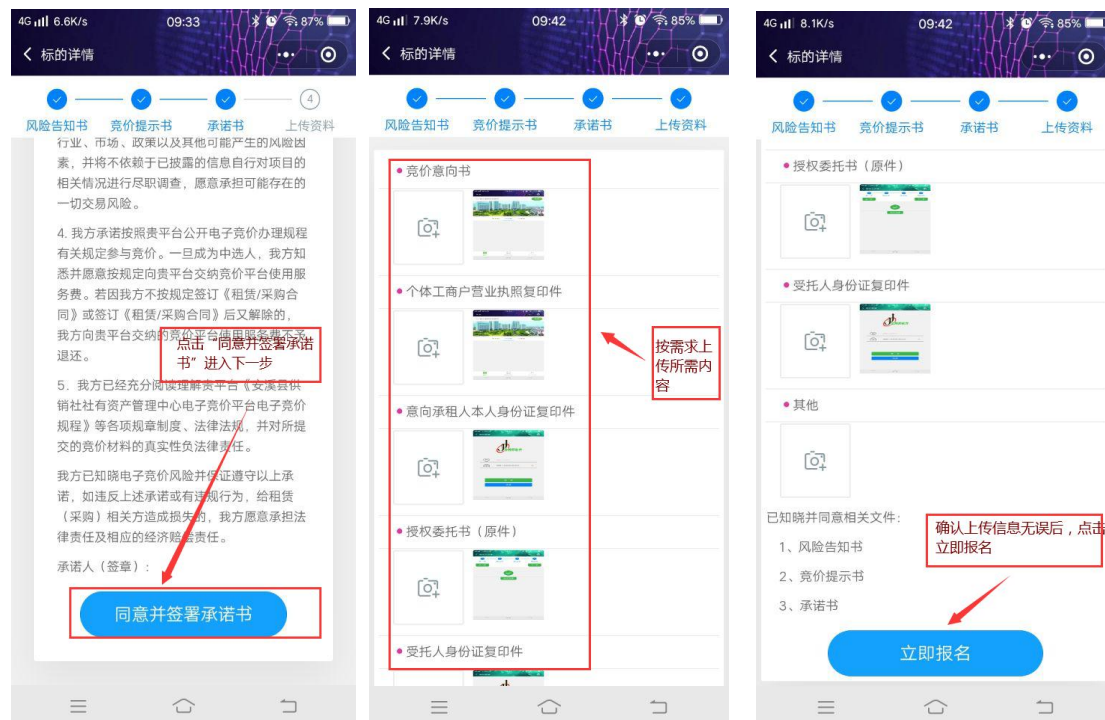 4G 6.6K/s 09:33 87%
标的详情
4
风险告知书 竞价提示书 承诺书 上传资料
行业、市场、政策以及其他可能产生的风险因
素，并将不依赖于已披露的信息自行对项目的
相关情况进行尽职调查，愿意承担可能存在的
一切交易风险。
4. 我方承诺按照贵平台公开电子竞价办理规程
有关规定参与竞价。一旦成为中选人，我方知
悉并愿意按规定向贵平台交纳竞价平台使用服
务费。若因我方不按规定签订《租赁/采购合
同》或签订《租赁/采购合同》后又解除的，
我方向贵平台交纳的竞价平台使用服务费不予
退还。
点击“同意并签署承诺
书”进入下一步
5. 我方已经充分阅读理解贵平台《安溪县供
销社社有资产管理中心电子竞价平台电子竞价
规程》等各项规章制度、法律法规，并对所提
交的竞价材料的真实性负法律责任。
我方已知晓电子竞价风险并保证遵守以上承
诺，如违反上述承诺或有违规行为，给租赁
（采购）相关方造成损失的，我方愿意承担法
律责任及相应的经济赔偿责任。
承诺人（签章）:
同意并签署承诺书
4G 7.9K/s 09:42 85%
标的详情
风险告知书 竞价提示书 承诺书 上传资料
竞价意向书
个体工商户营业执照复印件
按需求上
传所需内
容
意向承租人本人身份证复印件
授权委托书（原件）
受托人身份证复印件
4G 8.1K/s 09:42 85%
标的详情
风险告知书 竞价提示书 承诺书 上传资料
授权委托书（原件）
受托人身份证复印件
其他
已知晓并同意相关文件:
1、风险告知书
2、竞价提示书
3、承诺书
确认上传信息无误后，点击
立即报名
立即报名